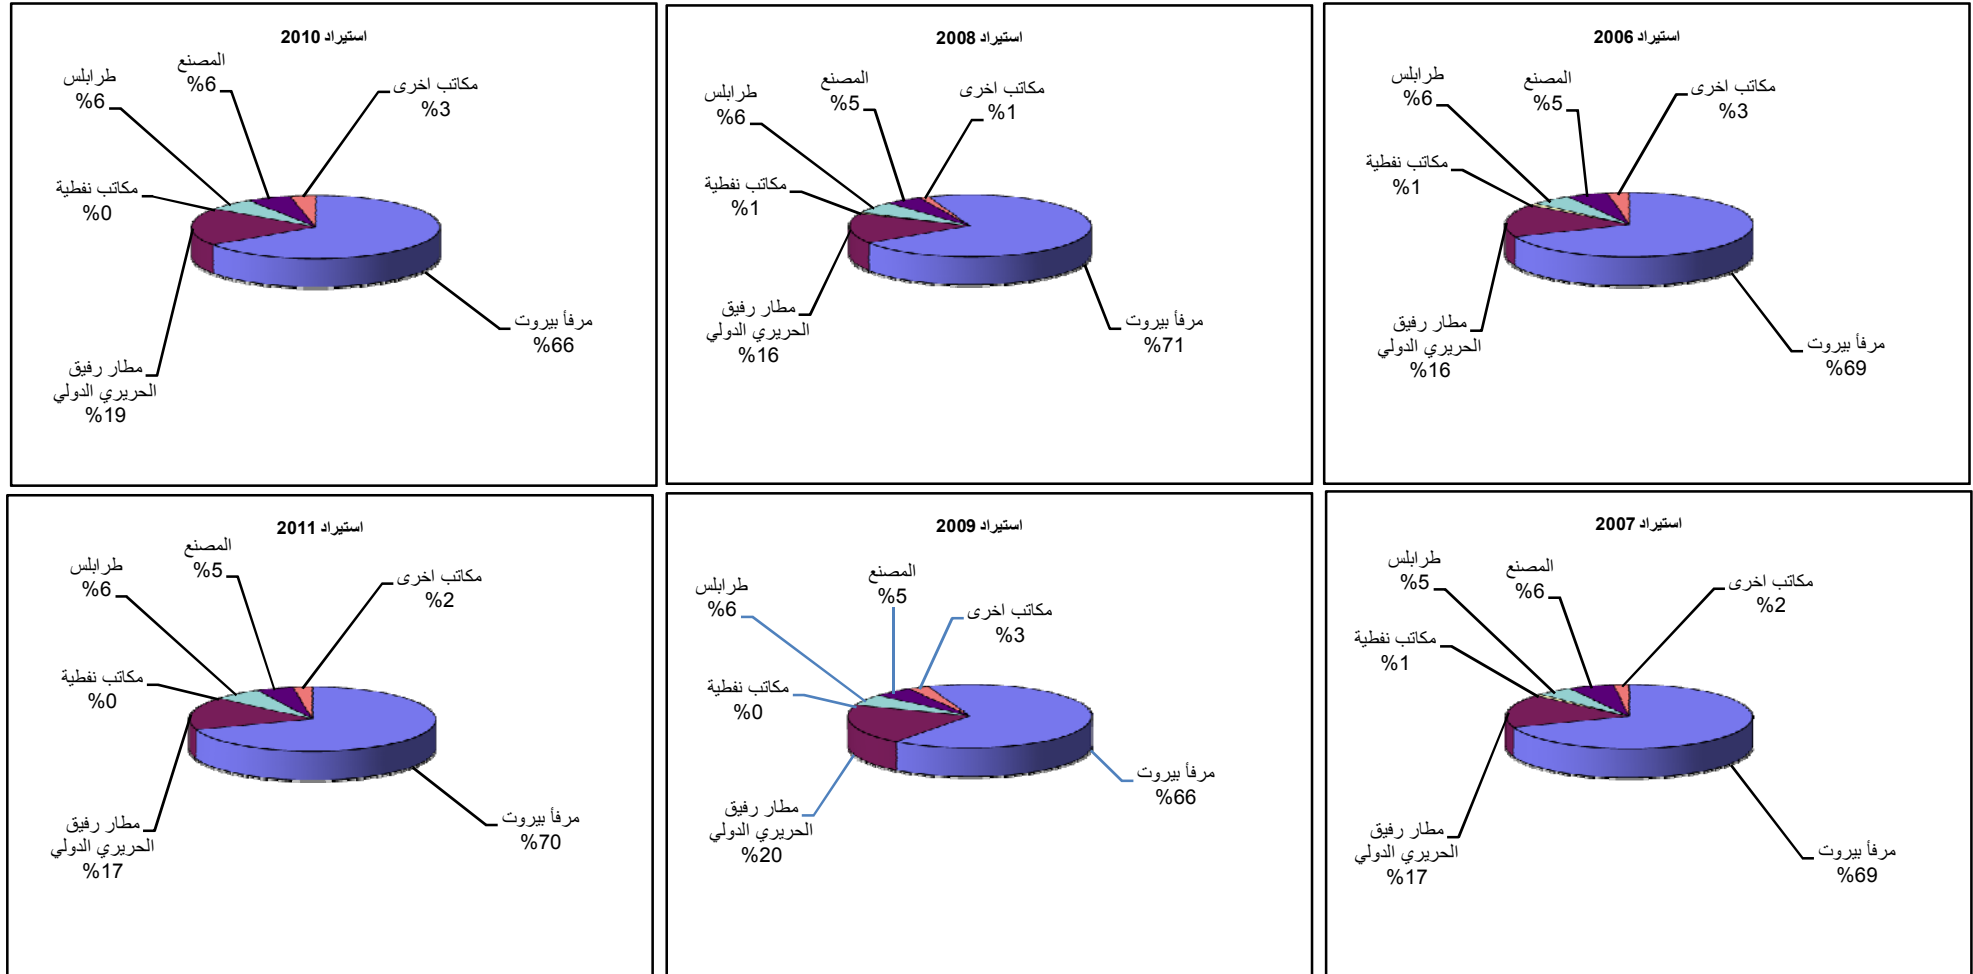 استيراد 2006
مكاتب اخرى
%3
المصنع
%5
طرابلس
%6
مكاتب نفطية
%1
مطار رفيق
الحريري الدولي
%16
مرفأ بيروت
%69
استيراد 2008
مكاتب اخرى
%1
المصنع
%5
طرابلس
%6
مكاتب نفطية
%1
مطار رفيق
الحريري الدولي
%16
مرفأ بيروت
%71
استيراد 2010
مكاتب اخرى
%3
المصنع
%6
طرابلس
%6
مكاتب نفطية
%0
مطار رفيق
الحريري الدولي
%19
مرفأ بيروت
%66
استيراد 2007
مكاتب اخرى
%2
المصنع
%6
طرابلس
%5
مكاتب نفطية
%1
مطار رفيق
الحريري الدولي
%17
مرفأ بيروت
%69
استيراد 2009
مكاتب اخرى
%3
المصنع
%5
طرابلس
%6
مكاتب نفطية
%0
مطار رفيق
الحريري الدولي
%20
مرفأ بيروت
%66
استيراد 2011
مكاتب اخرى
%2
المصنع
%5
طرابلس
%6
مكاتب نفطية
%0
مطار رفيق
الحريري الدولي
%17
مرفأ بيروت
%70